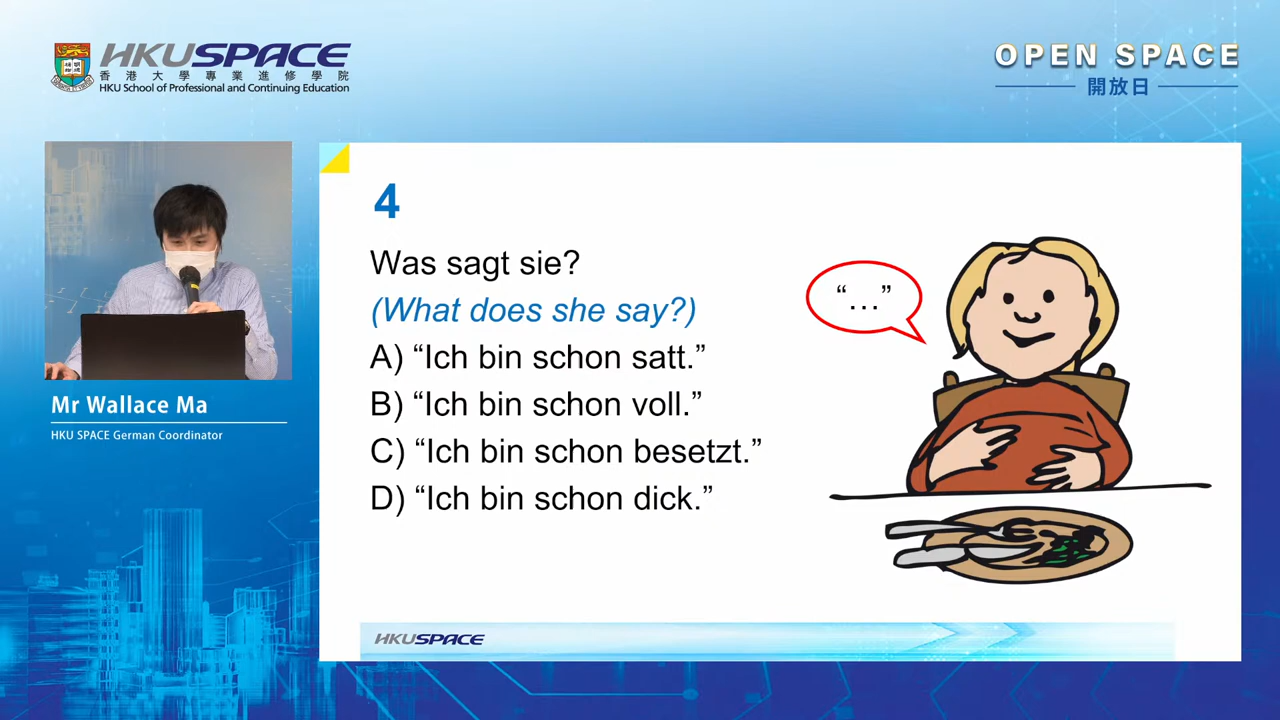 HKUSPACE
香港大學專業進修學院
HKU School of Professional and Continuing Education
OPEN SPACE
開放日
Mr Wallace Ma
HKU SPACE German Coordinator
4
Was sagt sie?
(What does she say?)
A) “Ich bin schon satt.”
B) “Ich bin schon voll.”
C) “Ich bin schon besetzt.”
D) “Ich bin schon dick.”
“...”
HKUSPACE